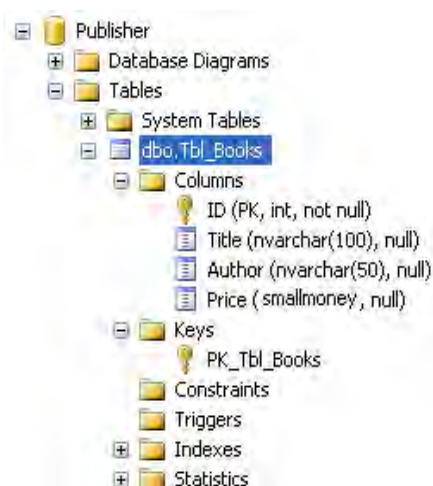 Publisher
Database Diagrams
Tables
System Tables
dbo.Tbl_Books
Columns
ID (PK, int, not null)
Title (nvarchar(100), null)
Author (nvarchar(50), null)
Price ( smallmoney , null)
Keys
PK_Tbl_Books
Constraints
Triggers
Indexes
Statistics